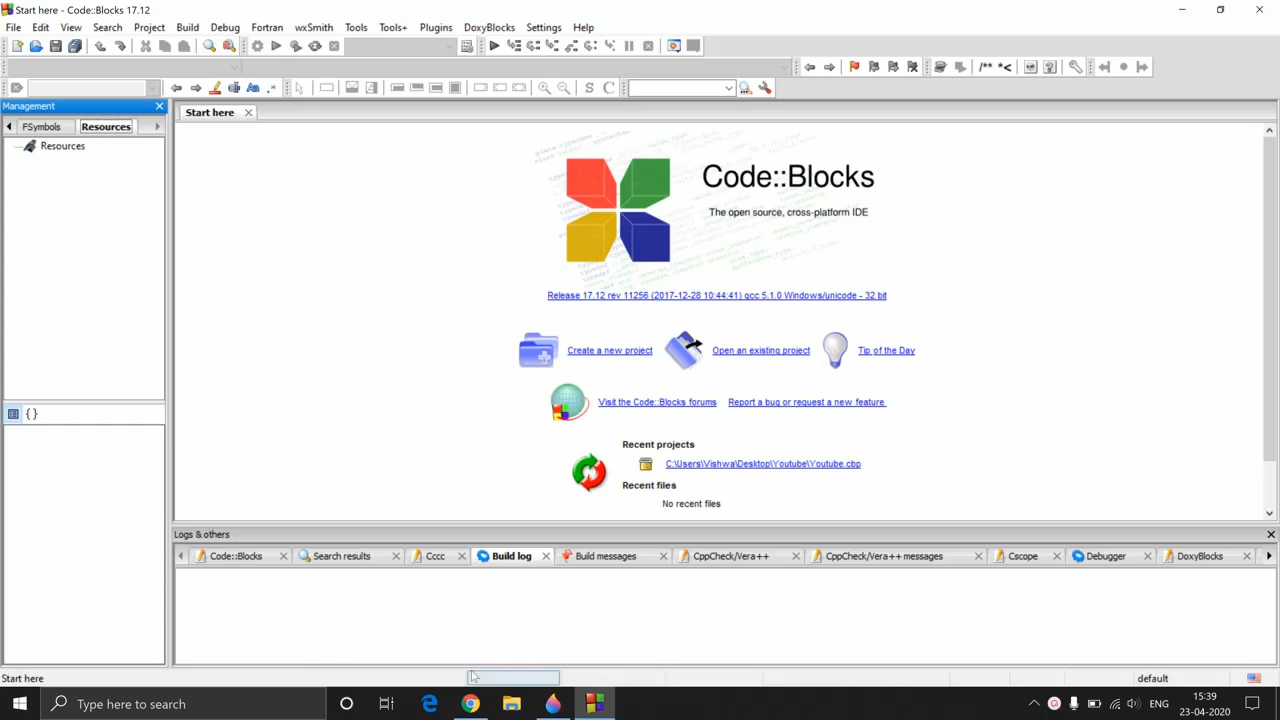 Start here - Code::Blocks 17.12
File Edit View Search Project Build Debug Fortran wxSmith Tools Tools+ Plugins DoxyBlocks Settings Help
/** *<
S C
Management
FSymbols Resources
Start here
Resources
Code::Blocks
The open source, cross-platform IDE
Release 17.12 rev 11256 (2017-12-28 10:44:41) gcc 5.1.0 Windows/unicode - 32 bit
Create a new project Open an existing project Tip of the Day
Visit the Code::Blocks forums Report a bug or request a new feature
Recent projects
C:\Users\Vishwa\Desktop\Youtube\Youtube.cbp
Recent files
No recent files
{ }
Logs & others
Code::Blocks Search results Cccc Build log Build messages CppCheck/Vera++ CppCheck/Vera++ messages Cscope Debugger DoxyBlocks
Start here default
Type here to search
ENG
15:39
23-04-2020